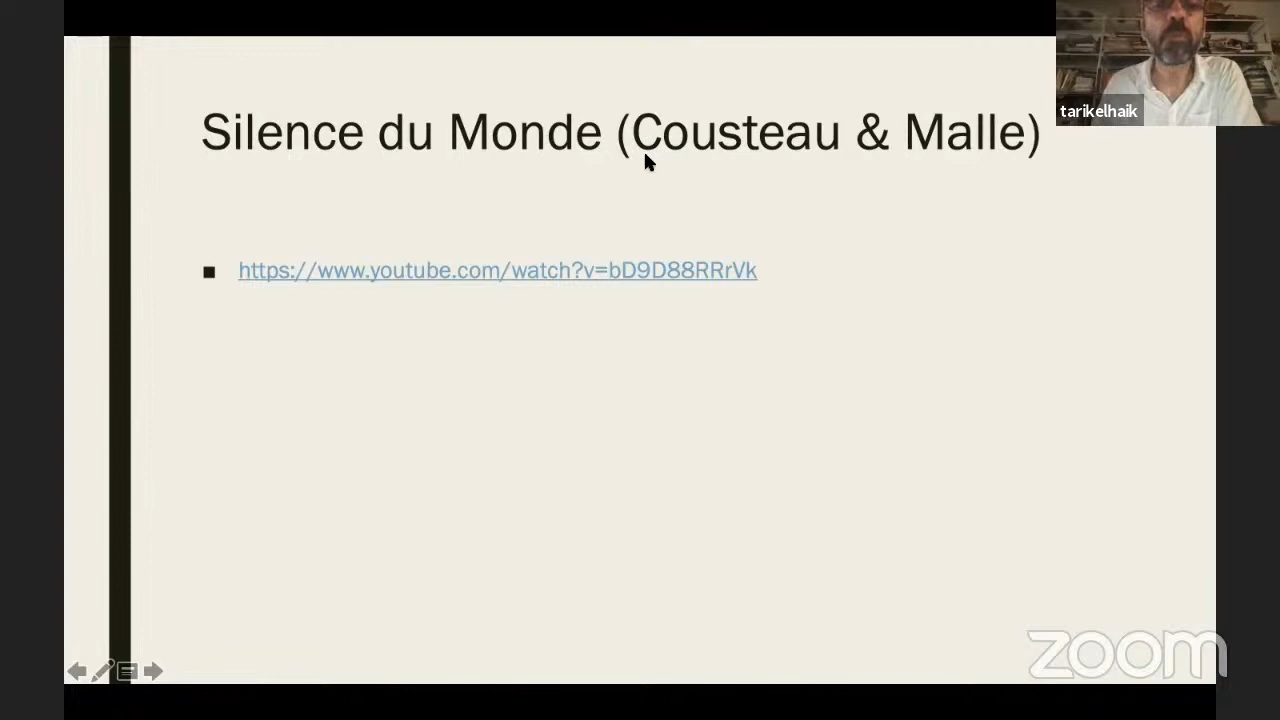 Silence du Monde (Cousteau & Malle)
tarikelhaik
https://www.youtube.com/watch?v=bD9D88RRrVk
zoom